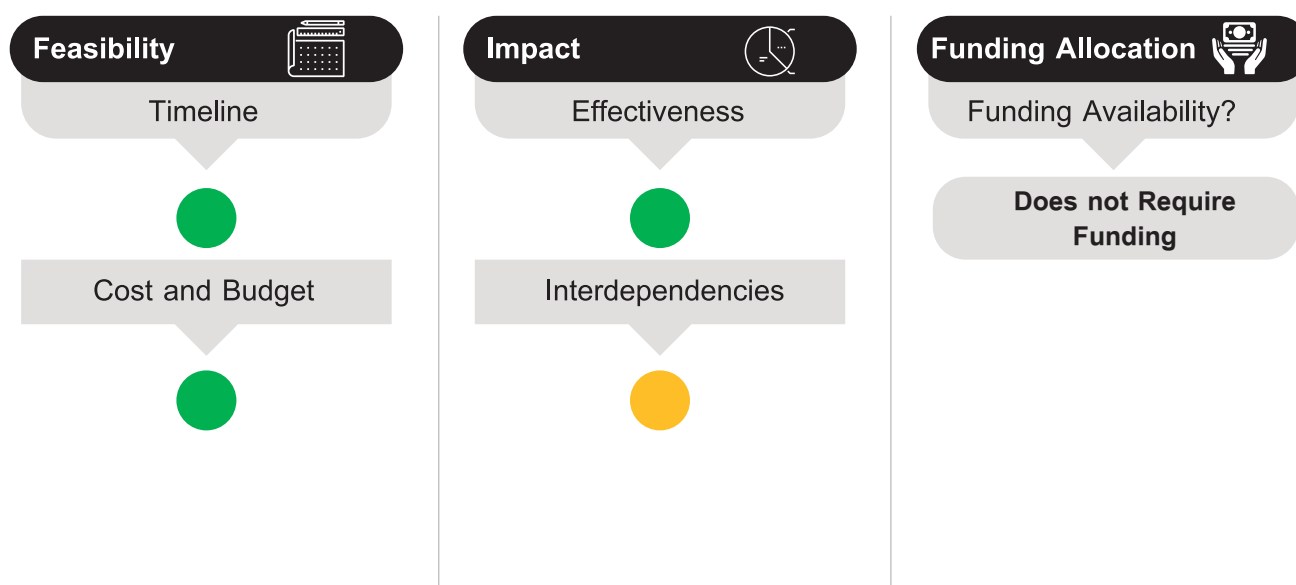 Feasibility
Timeline
Cost and Budget
Impact
Effectiveness
Interdependencies
Funding Allocation
Funding Availability?
Does not Require
Funding